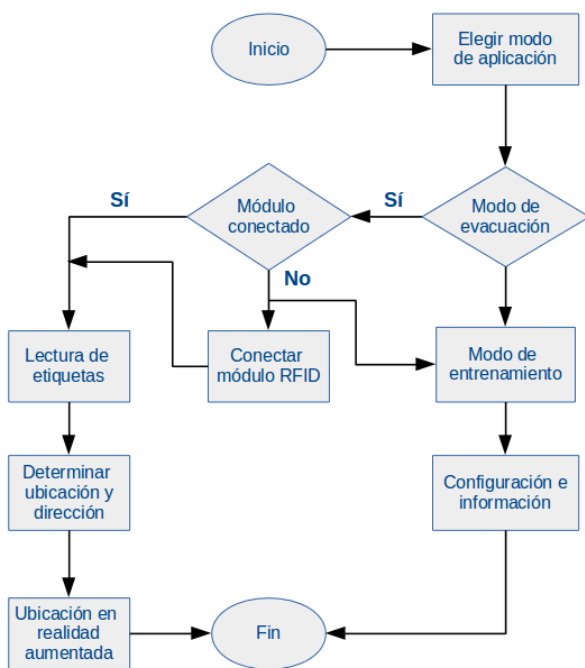 Inicio
Elegir modo
de aplicación
Modo de
evacuación
Sí
Módulo
conectado
Sí
No
Lectura de
etiquetas
Conectar
módulo RFID
Modo de
entrenamiento
Determinar
ubicación y
dirección
Configuración e
información
Ubicación en
realidad
aumentada
Fin